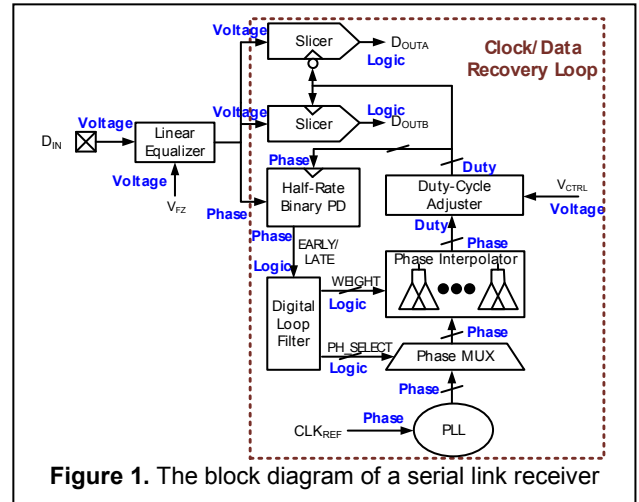 Voltage
Slicer
D_OUTA
Logic
Clock/Data
Recovery Loop
Voltage
Voltage
Logic
D_IN
Linear
Equalizer
Slicer
D_OUTB
Voltage
V_FZ
Phase
Phase
Half-Rate
Binary PD
Duty
Duty-Cycle
Adjuster
V_CTRL
Voltage
Phase
EARLY/
LATE
Logic
Duty
Phase
Phase Interpolator
WEIGHT
Logic
Digital
Loop
Filter
PH_SELECT
Logic
Phase
Phase MUX
Phase
CLK_REF
Phase
PLL
Figure 1. The block diagram of a serial link receiver